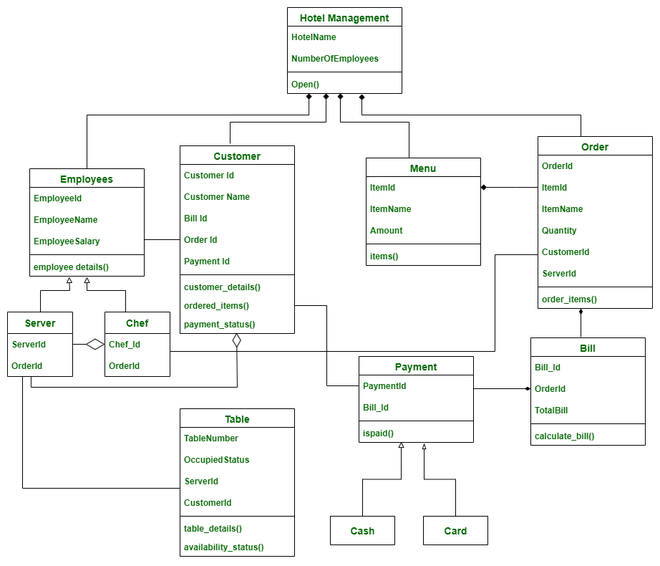 Hotel Management
HotelName
NumberOfEmployees
Open()
Employees
EmployeeId
EmployeeName
EmployeeSalary
employee details()
Customer
Customer Id
Customer Name
Bill Id
Order Id
Payment Id
customer_details()
ordered_items()
payment_status()
Menu
ItemId
ItemName
Amount
items()
Order
OrderId
ItemId
ItemName
Quantity
CustomerId
ServerId
order_items()
Server
ServerId
OrderId
Chef
Chef_Id
OrderId
Payment
PaymentId
Bill_Id
ispaid()
Bill
Bill_Id
OrderId
TotalBill
calculate_bill()
Table
TableNumber
OccupiedStatus
ServerId
CustomerId
table_details()
availability_status()
Cash
Card